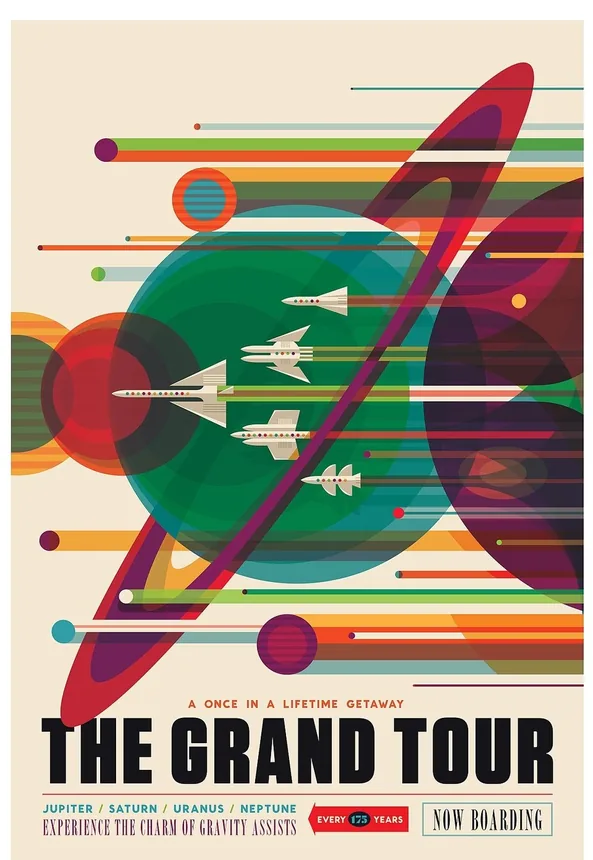 A ONCE IN A LIFETIME GETAWAY
THE GRAND TOUR
JUPITER / SATURN / URANUS / NEPTUNE
EXPERIENCE THE CHARM OF GRAVITY ASSISTS
EVERY 175 YEARS
NOW BOARDING